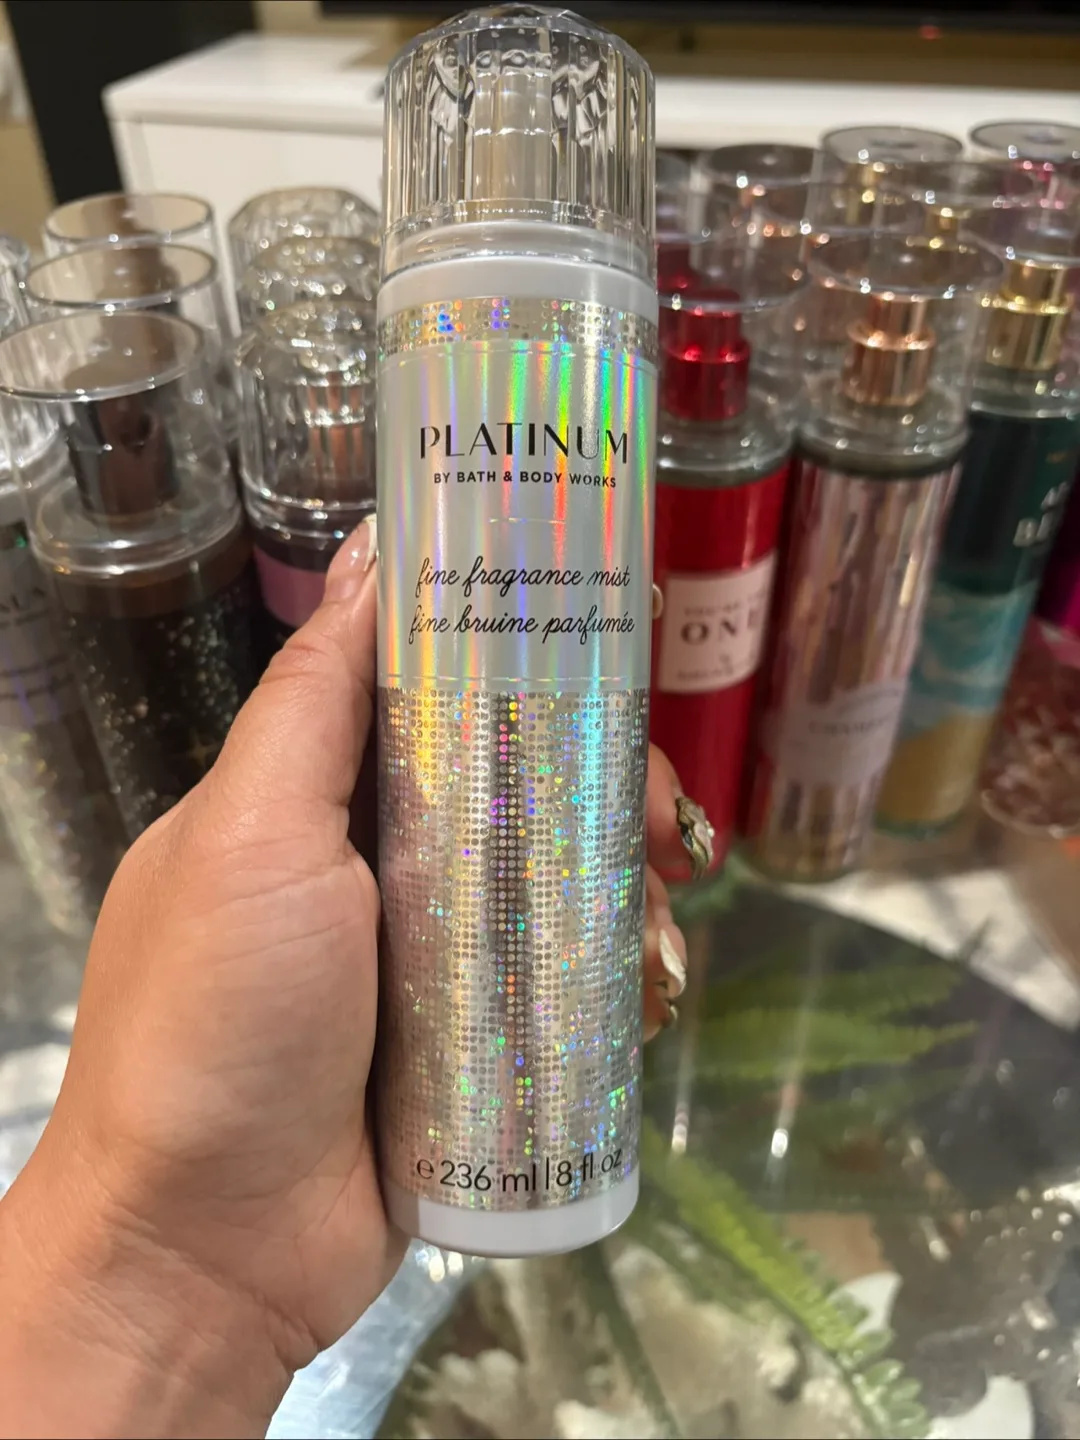 PLATINUM
BY BATH & BODY WORKS
fine fragrance mist
fine bruine parfumée
℮ 236 ml | 8 fl oz
ONE